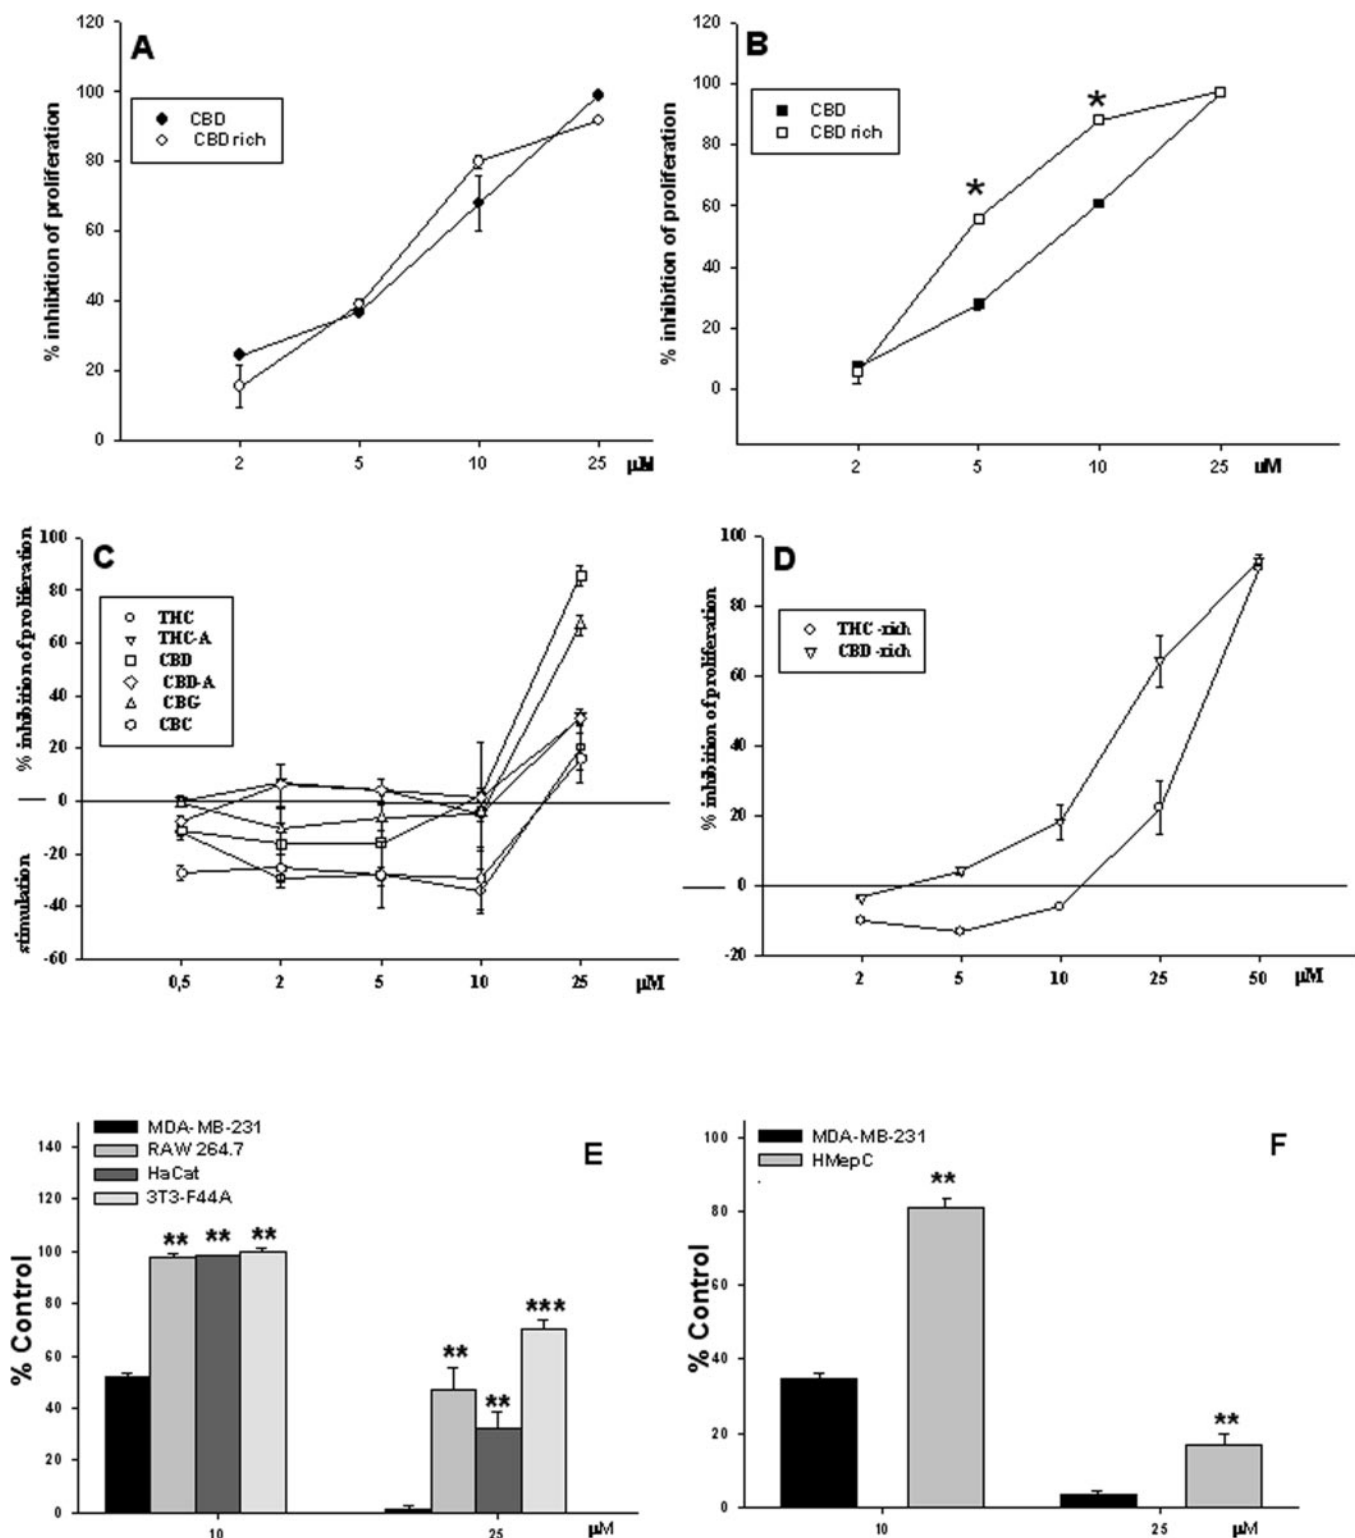 A
% inhibition of proliferation
120
100
80
60
40
20
0
CBD
CBD rich
2 5 10 25 µM
B
% inhibition of proliferation
120
100
80
60
40
20
0
CBD
CBD rich
*
*
2 5 10 25 uM
C
% inhibition of proliferation
stimulation
100
80
60
40
20
0
-20
-40
-60
THC
THC-A
CBD
CBD-A
CBG
CBC
0,5 2 5 10 25 µM
D
% inhibition of proliferation
100
80
60
40
20
0
-20
THC-rich
CBD-rich
2 5 10 25 50 µM
E
% Control
140
120
100
80
60
40
20
0
MDA-MB-231
RAW 264.7
HaCat
3T3-F44A
** ** **
** ** ***
10 25 µM
F
% Control
100
80
60
40
20
0
MDA-MB-231
HMepC
**
**
10 25 µM